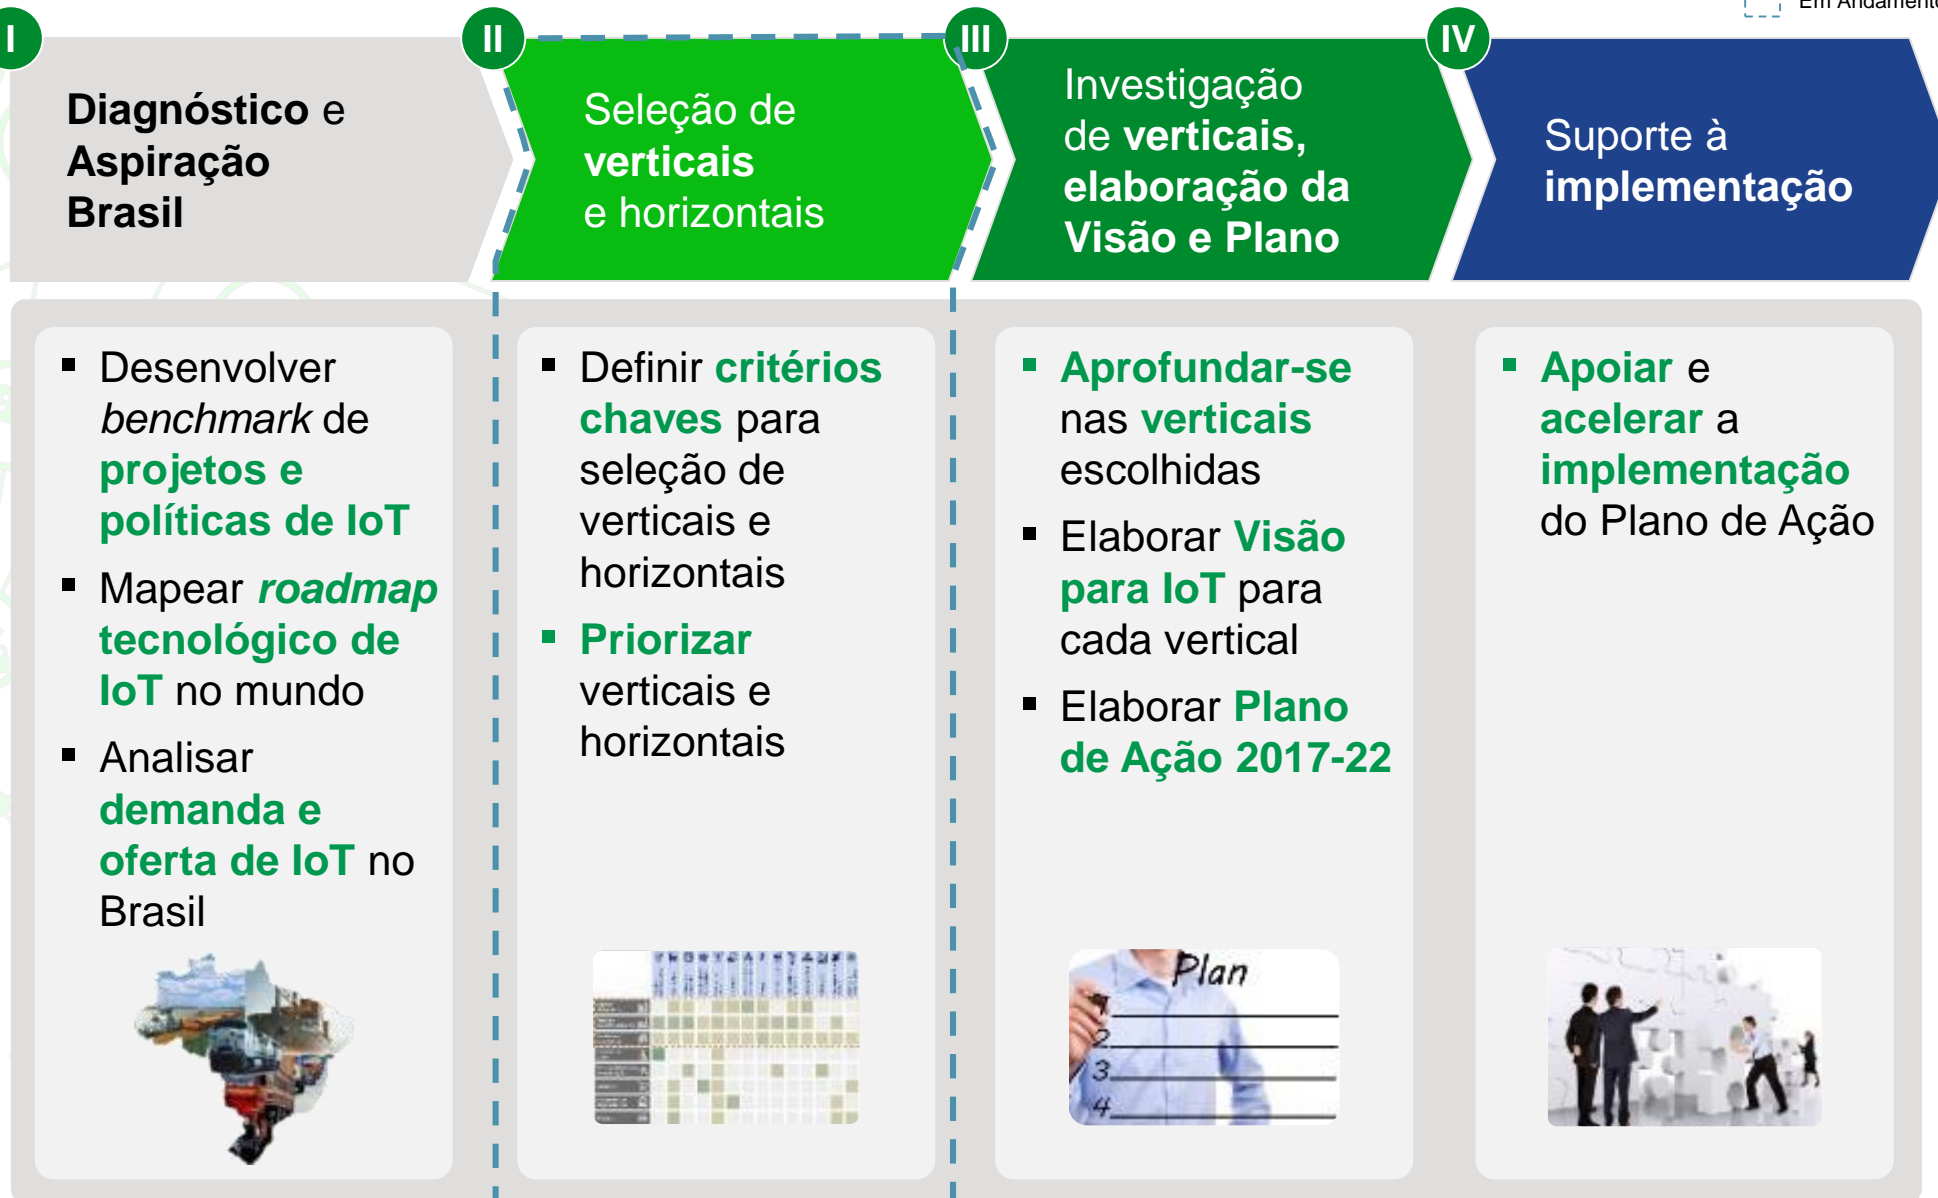 Em Andamento
I
II
III
IV
Diagnóstico e
Aspiração
Brasil
Seleção de
verticais
e horizontais
Investigação
de verticais,
elaboração da
Visão e Plano
Suporte à
implementação
▪ Desenvolver
benchmark de
projetos e
políticas de IoT
▪ Mapear roadmap
tecnológico de
IoT no mundo
▪ Analisar
demanda e
oferta de IoT no
Brasil
▪ Definir critérios
chaves para
seleção de
verticais e
horizontais
▪ Priorizar
verticais e
horizontais
▪ Aprofundar-se
nas verticais
escolhidas
▪ Elaborar Visão
para IoT para
cada vertical
▪ Elaborar Plano
de Ação 2017-22
▪ Apoiar e
acelerar a
implementação
do Plano de Ação
Plan
1
2
3
4